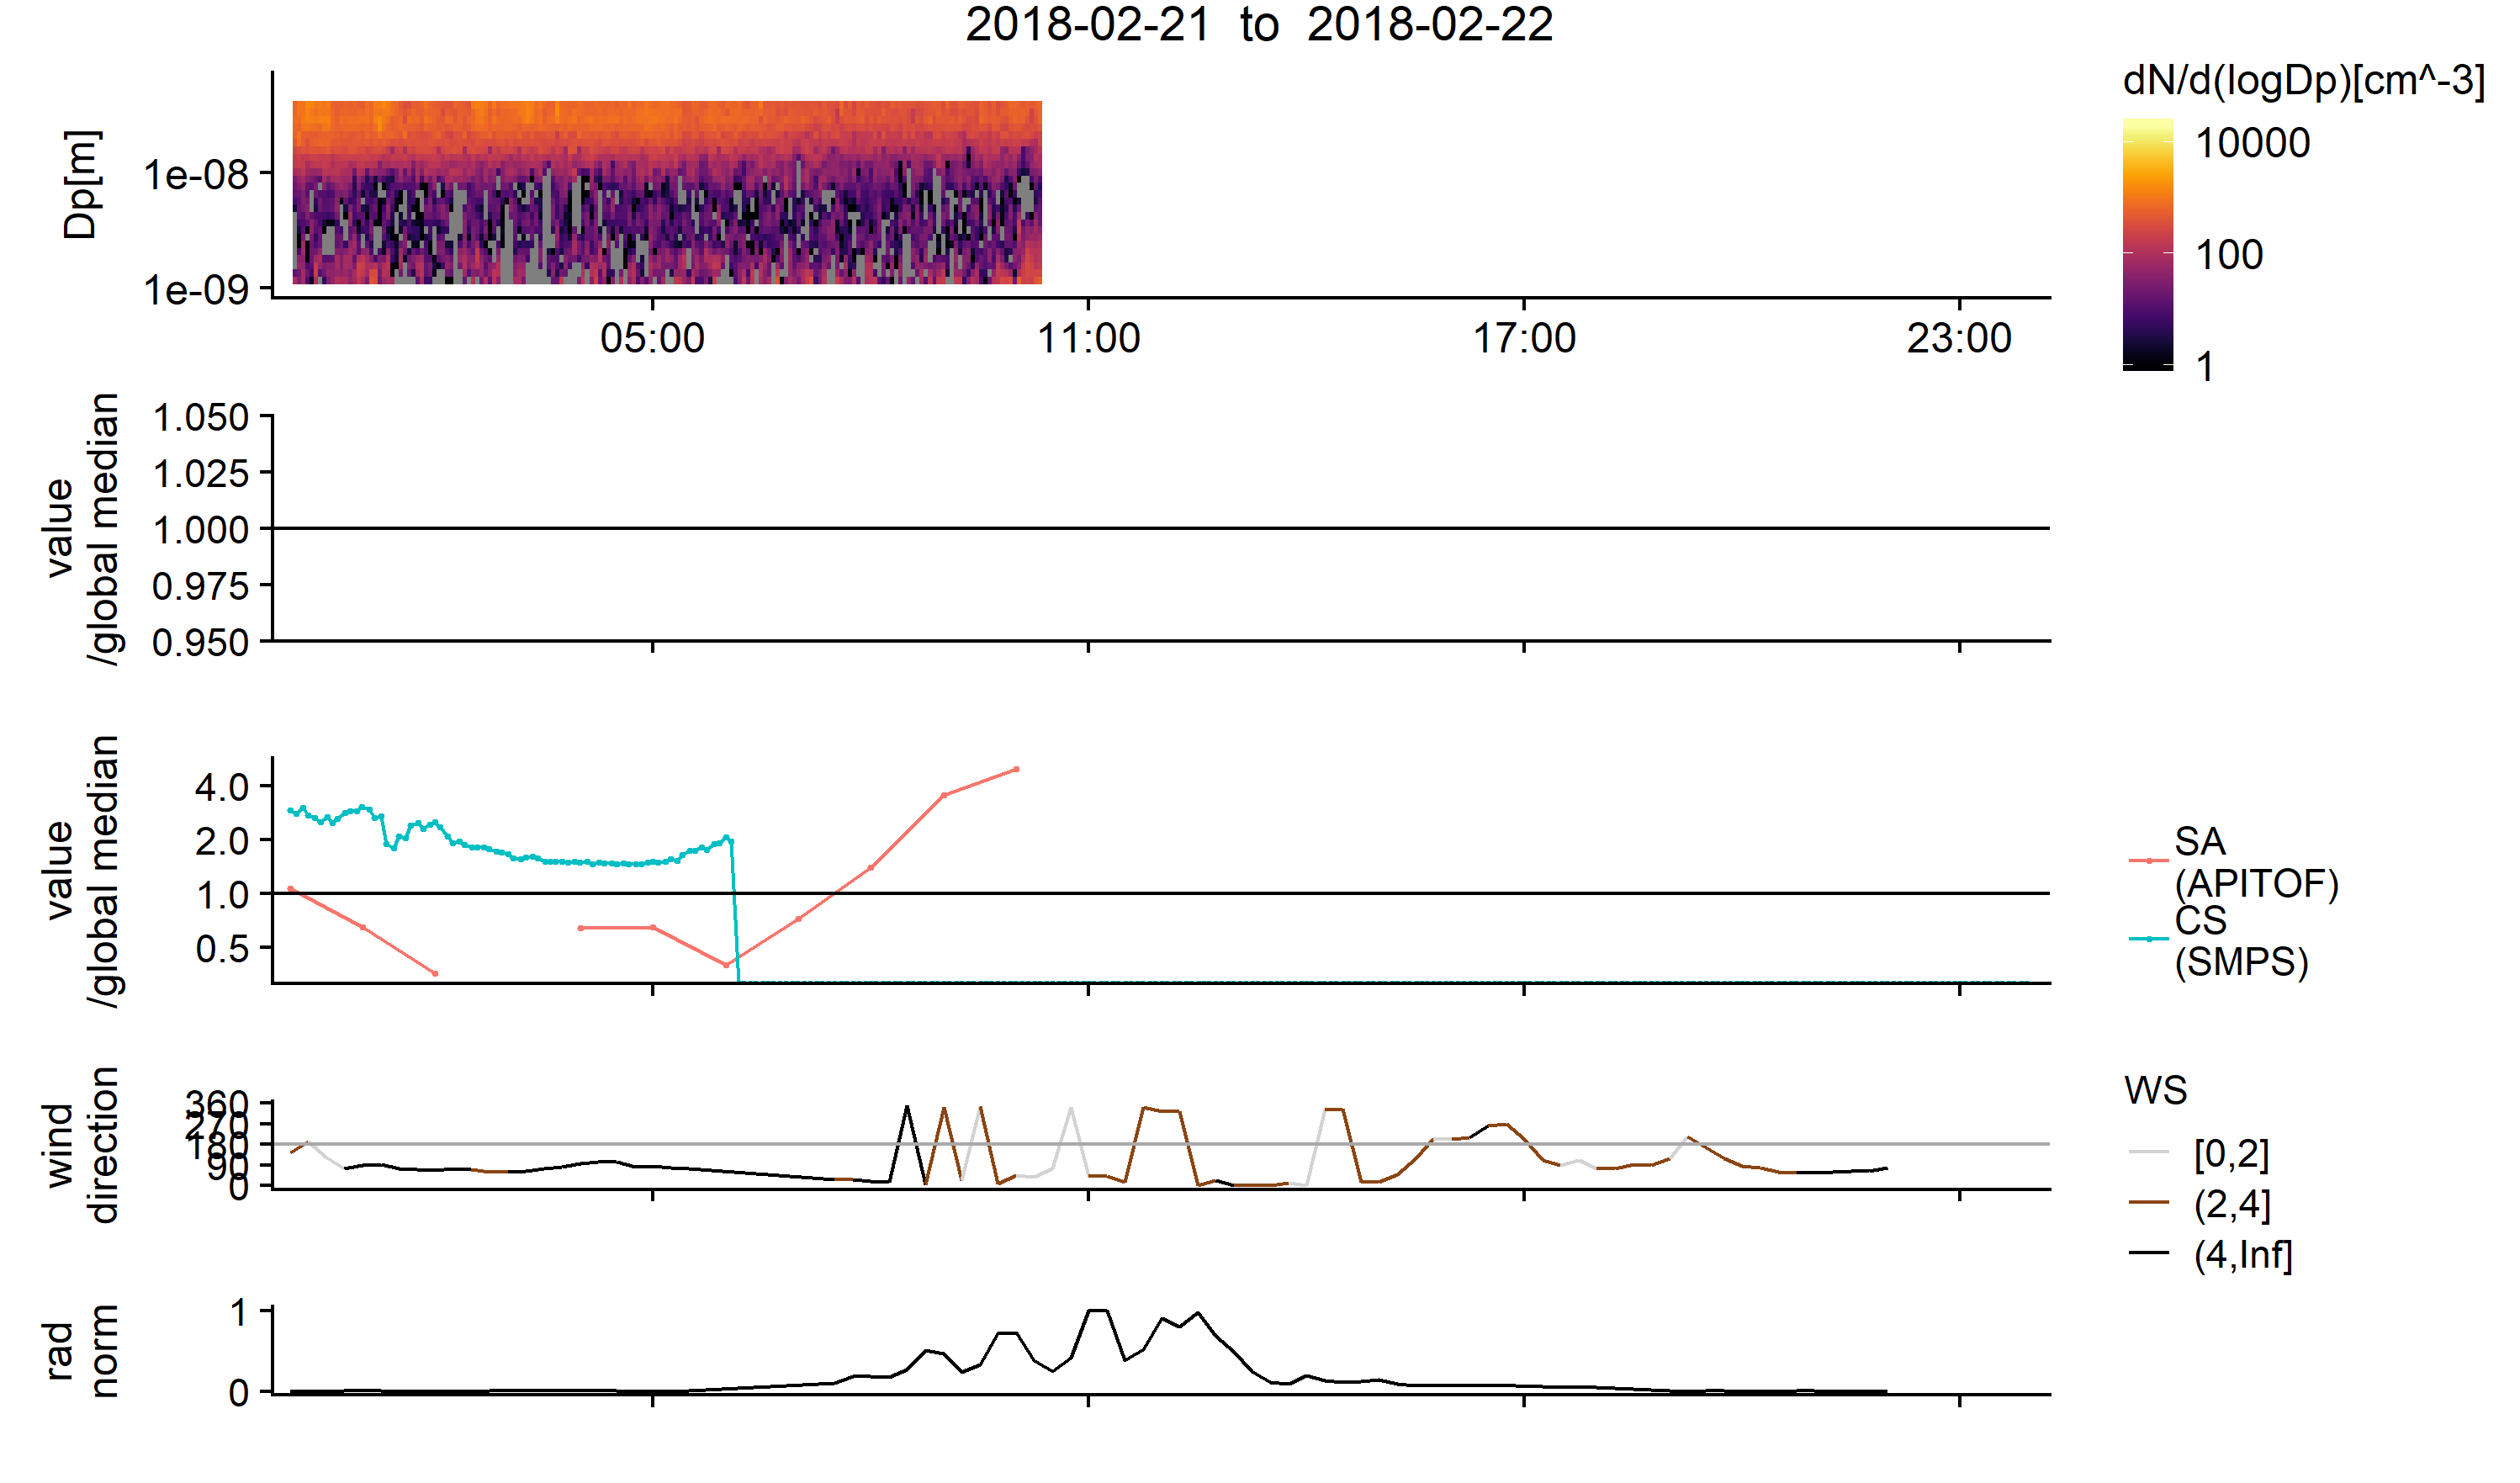 2018-02-21 to 2018-02-22
dN/d(logDp)[cm^-3]
10000
100
1
Dp[m]
1e-08
1e-09
05:00
11:00
17:00
23:00
value
/global median
1.050
1.025
1.000
0.975
0.950
value
/global median
4.0
2.0
1.0
0.5
SA
(APITOF)
CS
(SMPS)
wind
direction
360
270
180
90
0
WS
[0,2]
(2,4]
(4,Inf]
rad
norm
1
0